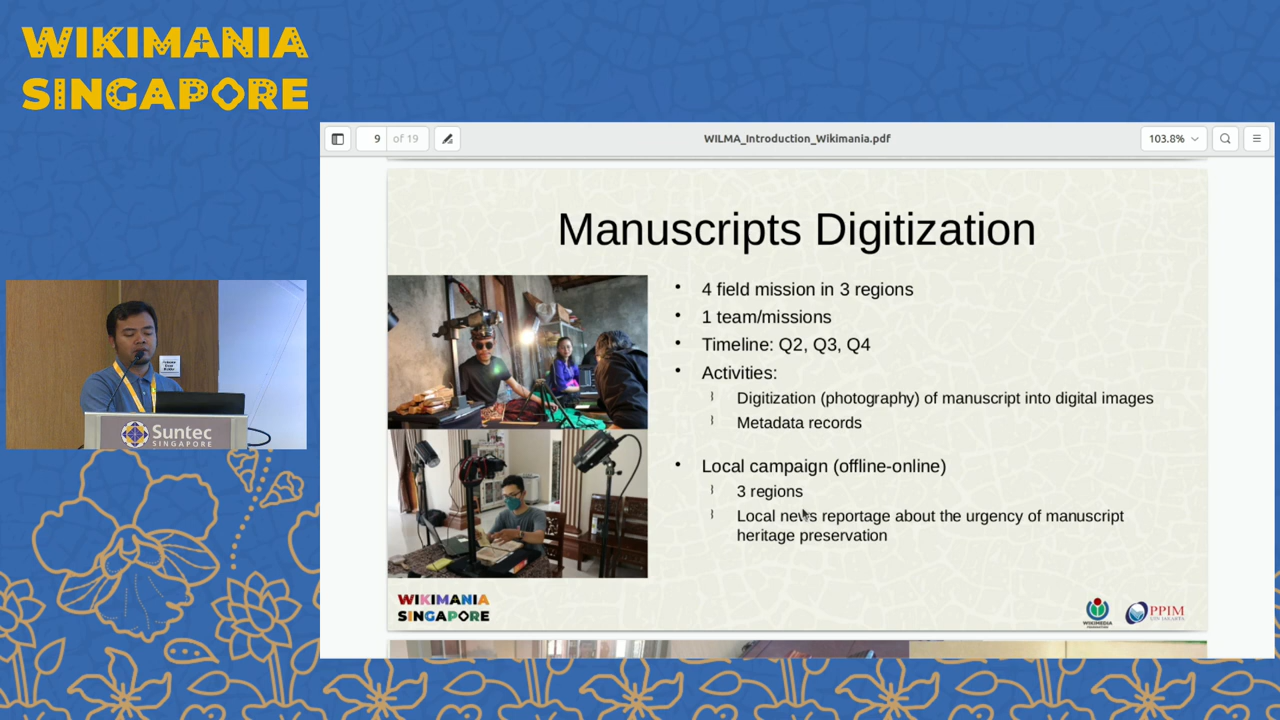 WIKIMANIA
SINGAPORE
9 of 19
WILMA_Introduction_Wikimania.pdf
103.8%
Manuscripts Digitization
4 field mission in 3 regions
1 team/missions
Timeline: Q2, Q3, Q4
Activities:
Digitization (photography) of manuscript into digital images
Metadata records
Local campaign (offline-online)
3 regions
Local news reportage about the urgency of manuscript
heritage preservation
WIKIMANIA
SINGAPORE
WIKIMEDIA
PPIM
UIN JAKARTA
Suntec
SINGAPORE